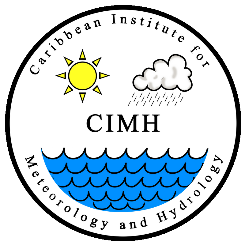 Caribbean Institute for
CIMH
Meteorology and Hydrology